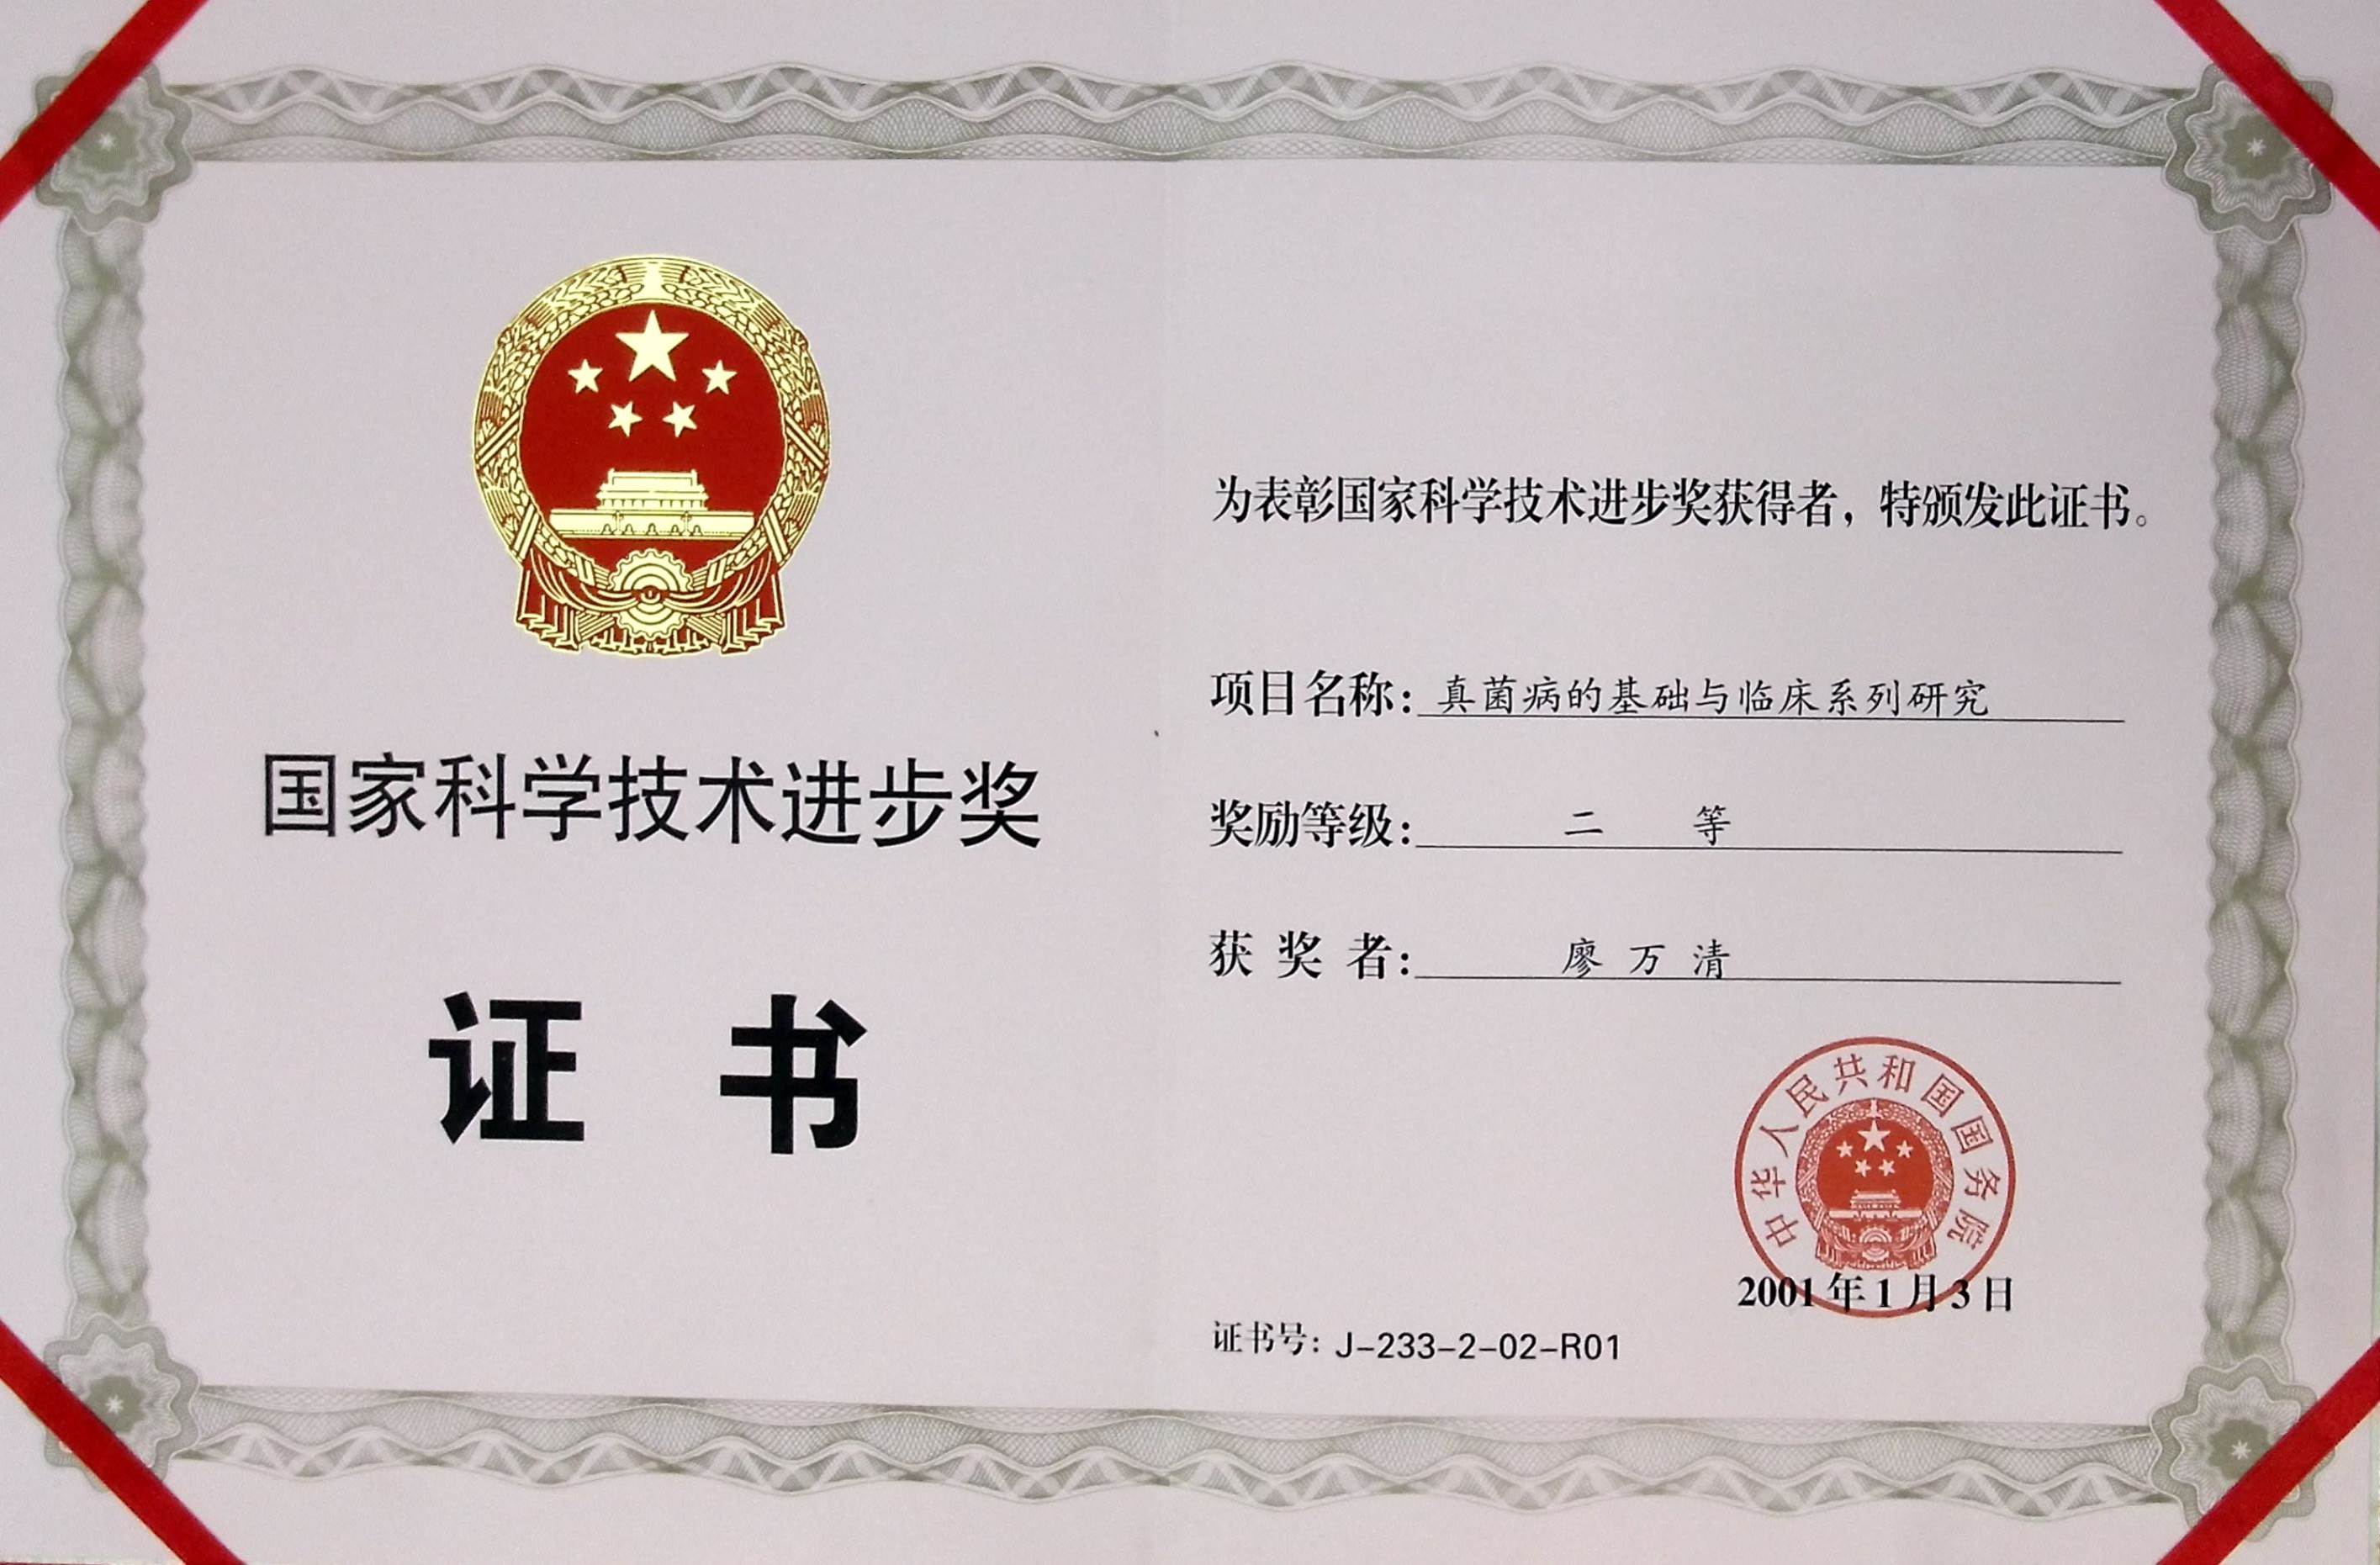 国家科学技术进步奖
证 书
为表彰国家科学技术进步奖获得者，特颁发此证书。
项目名称：真菌病的基础与临床系列研究
奖励等级：二 等
获 奖 者：廖 万 清
中华人民共和国国务院
2001年1月3日
证书号：J-233-2-02-R01